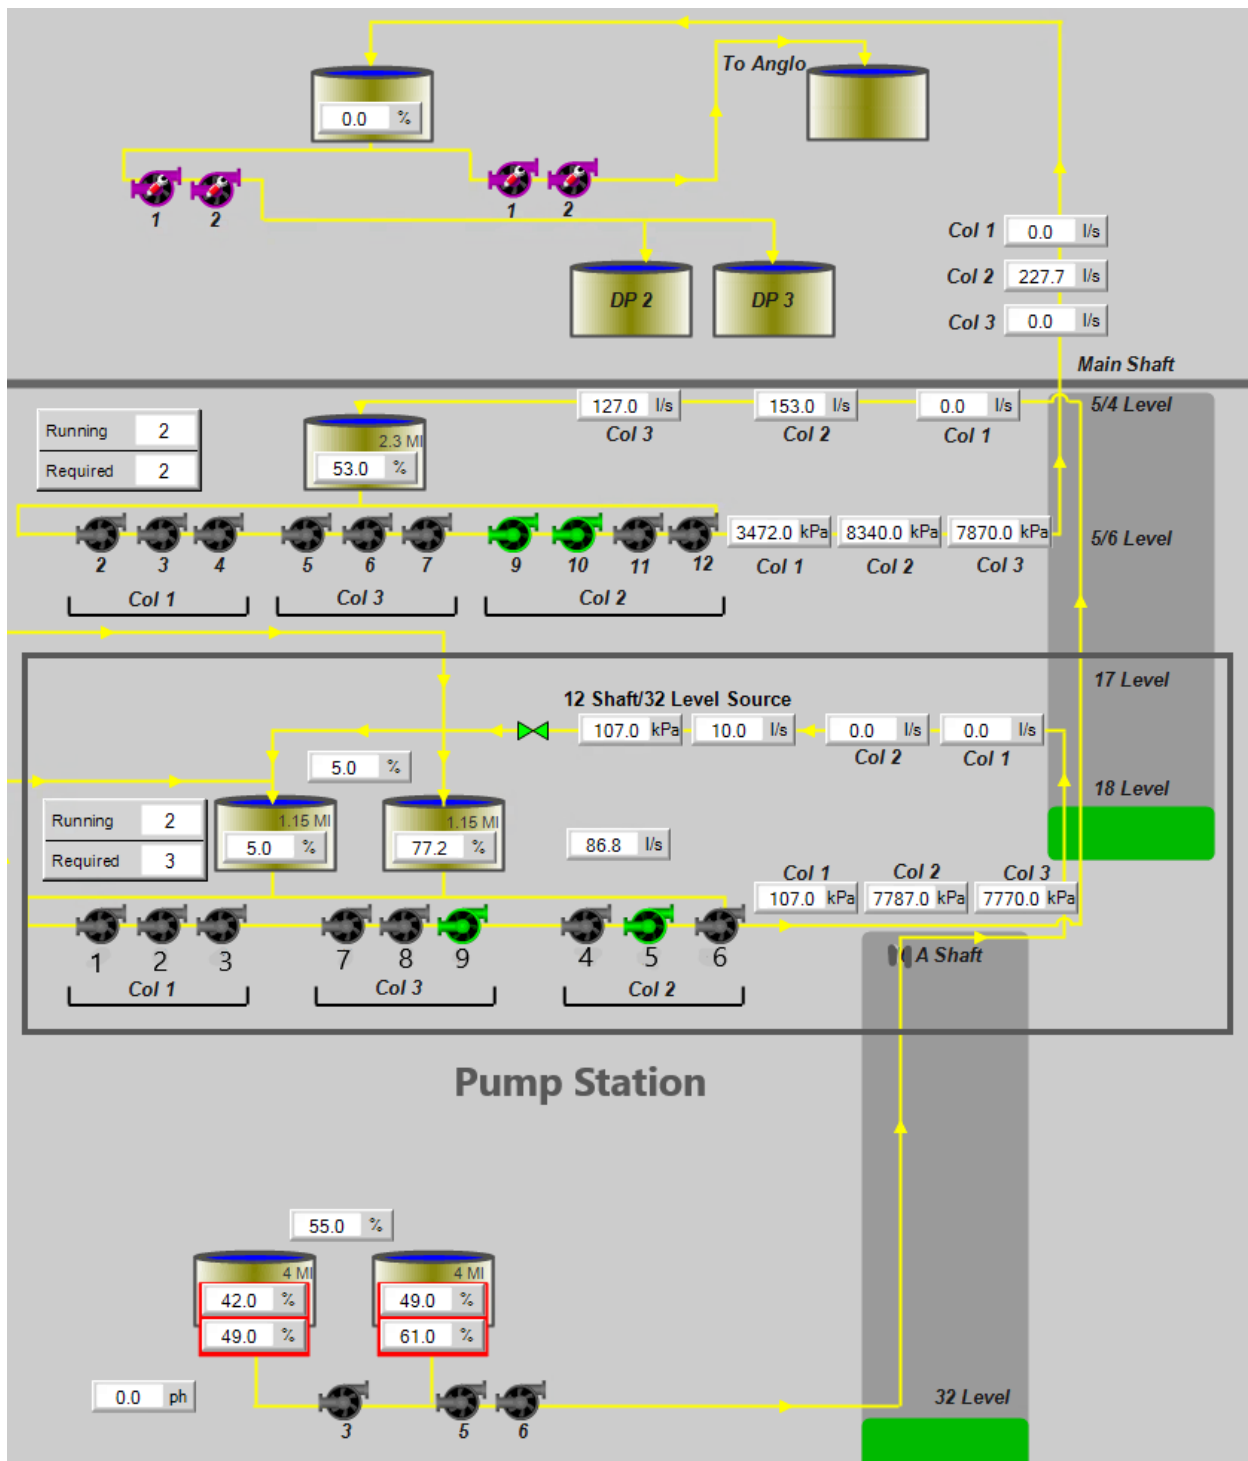 To Anglo
0.0 %
1 2 1 2
DP 2 DP 3
Col 1 0.0 l/s
Col 2 227.7 l/s
Col 3 0.0 l/s
Main Shaft
Running 2
Required 2
127.0 l/s 153.0 l/s 0.0 l/s 5/4 Level
Col 3 Col 2 Col 1
2.3 Ml
53.0 %
3472.0 kPa 8340.0 kPa 7870.0 kPa 5/6 Level
2 3 4 5 6 7 9 10 11 12 Col 1 Col 2 Col 3
Col 1 Col 3 Col 2
17 Level
12 Shaft/32 Level Source
107.0 kPa 10.0 l/s 0.0 l/s 0.0 l/s
Col 2 Col 1
5.0 %
18 Level
Running 2
Required 3
1.15 Ml 1.15 Ml
5.0 % 77.2 % 86.8 l/s
Col 1 Col 2 Col 3
107.0 kPa 7787.0 kPa 7770.0 kPa
1 2 3 7 8 9 4 5 6
A Shaft
Col 1 Col 3 Col 2
Pump Station
55.0 %
4 Ml 4 Ml
42.0 % 49.0 %
49.0 % 61.0 %
0.0 ph 32 Level
3 5 6